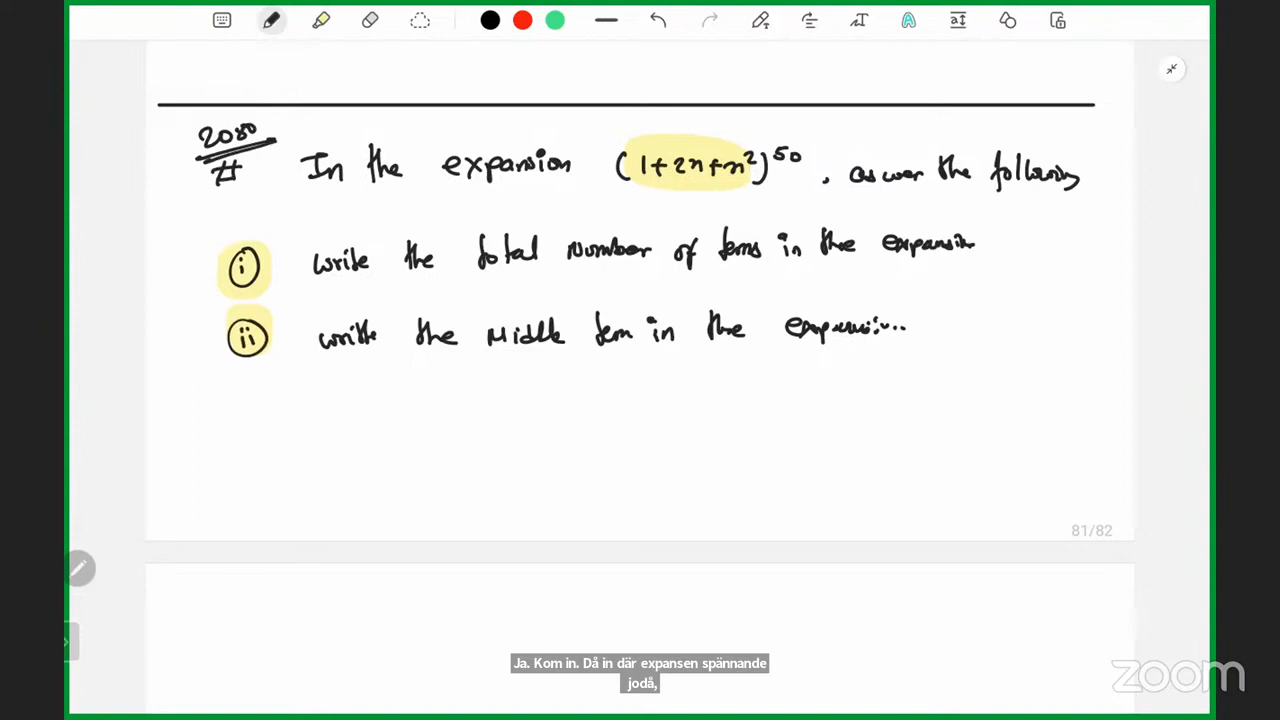 2080
# In the expansion (1+2x+x²)⁵⁰, answer the following
i write the total number of terms in the expansion
ii write the Middle term in the expansion..
81/82
Ja. Kom in. Då in där expansen spännande
jodå,
zoom